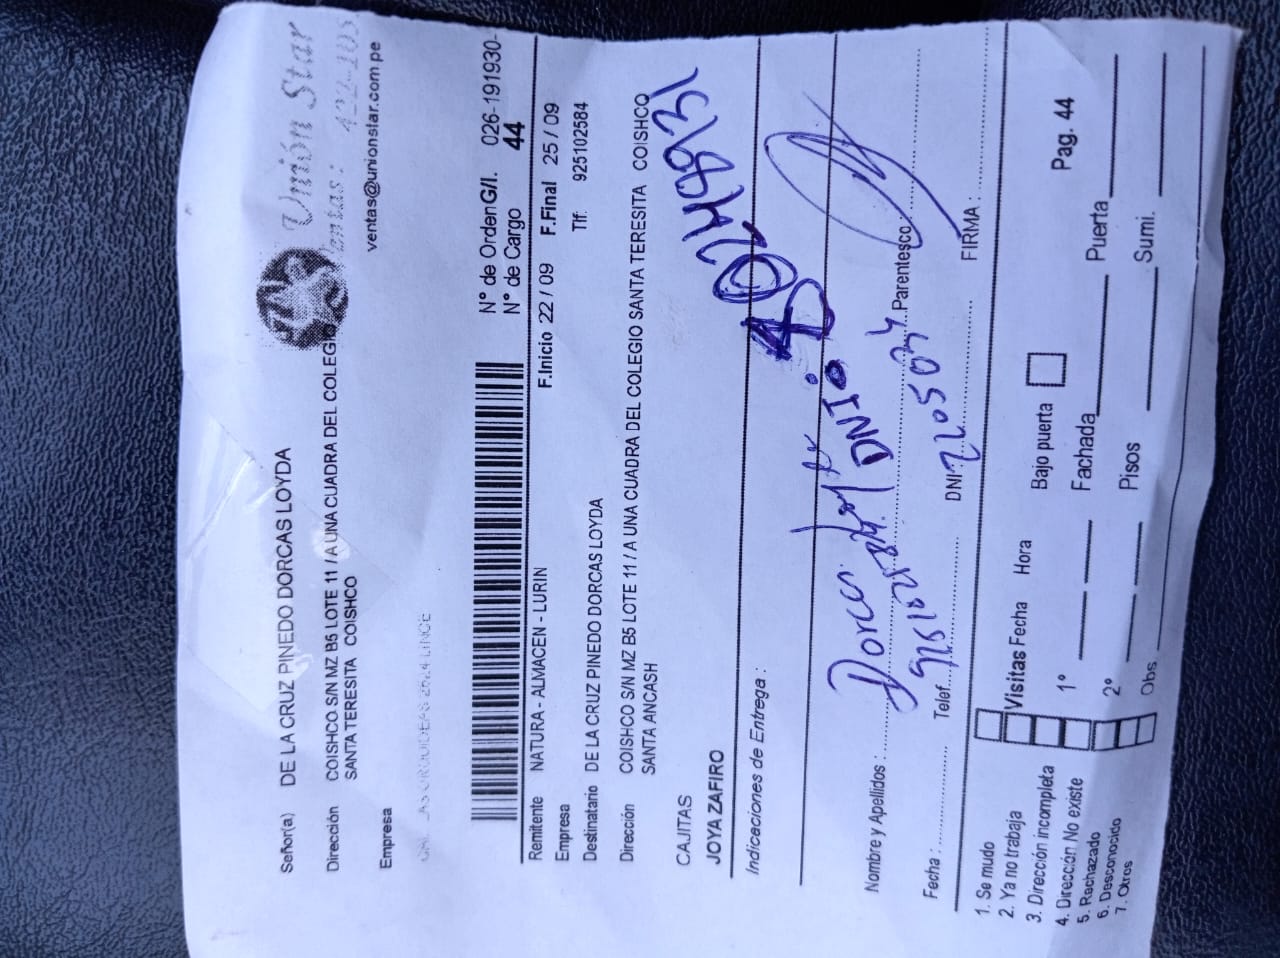 Unión Star
ventas@unionstar.com.pe
Señor(a) DE LA CRUZ PINEDO DORCAS LOYDA
Dirección COISHCO S/N MZ B5 LOTE 11 / A UNA CUADRA DEL COLEGIO
SANTA TERESITA COISHCO
Empresa
N° de Orden G/I. 026-191930-
N° de Cargo 44
Remitente NATURA - ALMACEN - LURIN F.Inicio 22 / 09 F.Final 25 / 09
Empresa Tlf: 925102584
Destinatario DE LA CRUZ PINEDO DORCAS LOYDA
Dirección COISHCO S/N MZ B5 LOTE 11 / A UNA CUADRA DEL COLEGIO SANTA TERESITA COISHCO
SANTA ANCASH
CAJITAS
JOYA ZAFIRO
Indicaciones de Entrega :
Nombre y Apellidos : Dorcas Parentesco
DNI:
Fecha : Telef. DNI FIRMA :
1. Se mudo
2. Ya no trabaja
3. Dirección incompleta
4. Dirección No existe
5. Rechazado
6. Desconocido
7. Otros
Visitas Fecha Hora
1°
2°
Obs
Bajo puerta
Fachada Puerta
Pisos Sumi.
Pag. 44